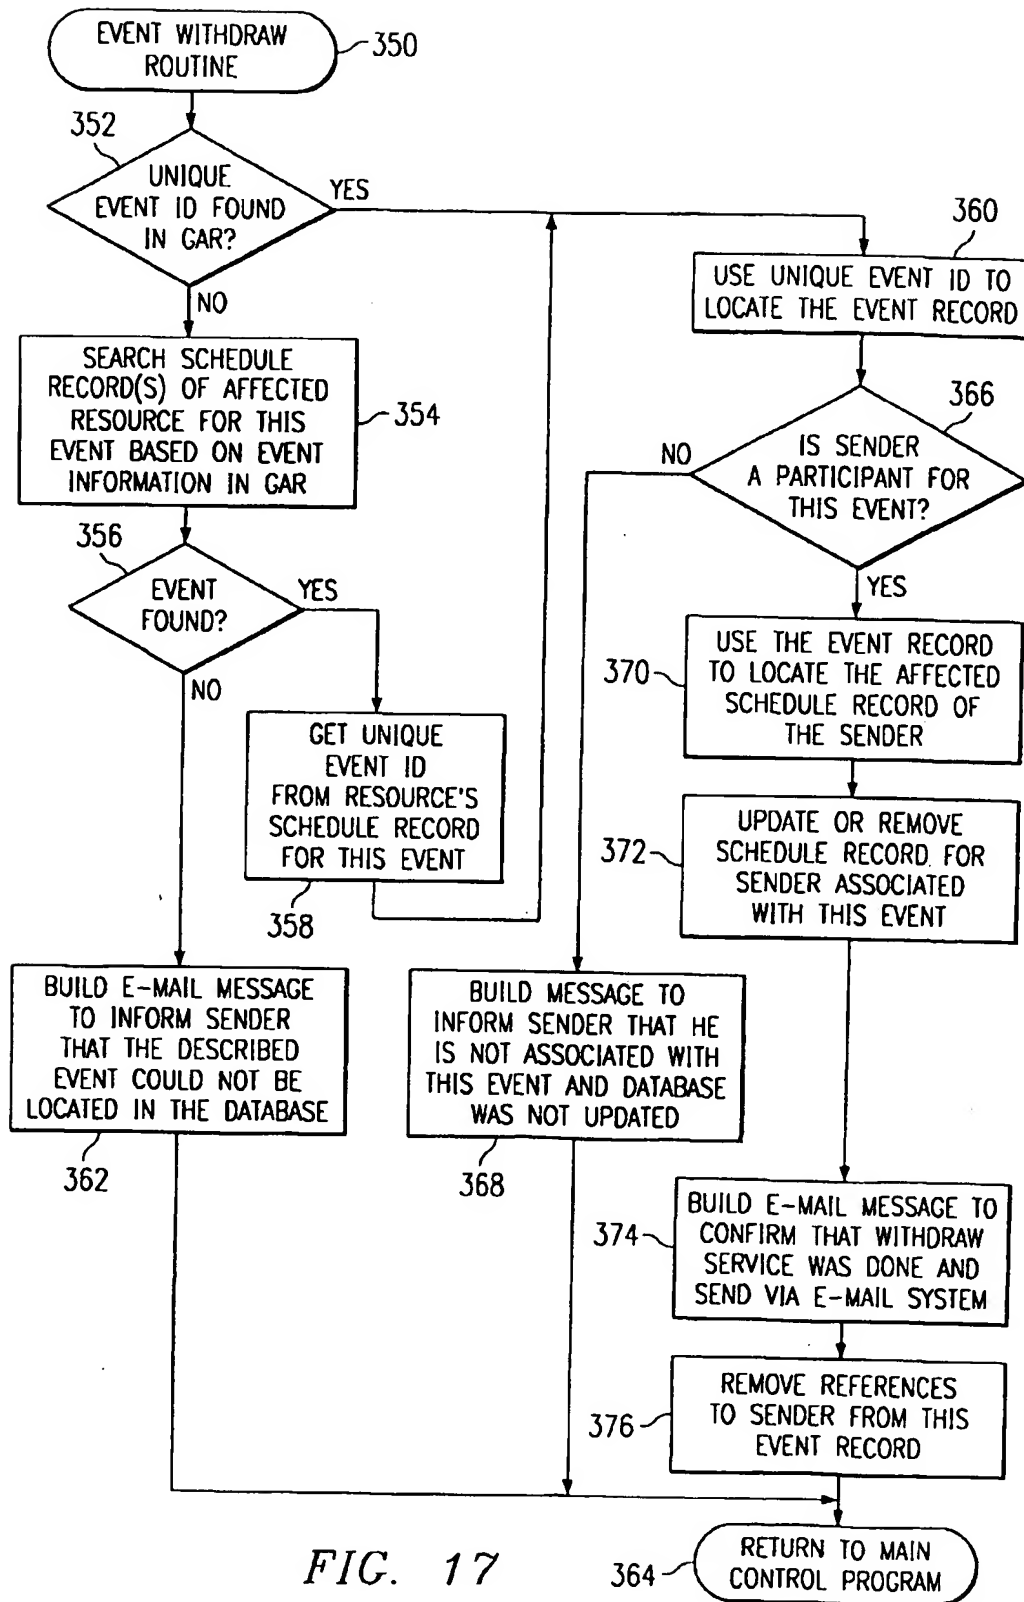 EVENT WITHDRAW
ROUTINE
350
352
UNIQUE
EVENT ID FOUND
IN GAR?
YES
NO
360
USE UNIQUE EVENT ID TO
LOCATE THE EVENT RECORD
SEARCH SCHEDULE
RECORD(S) OF AFFECTED
RESOURCE FOR THIS
EVENT BASED ON EVENT
INFORMATION IN GAR
354
366
IS SENDER
A PARTICIPANT FOR
THIS EVENT?
NO
YES
356
EVENT
FOUND?
YES
NO
370
USE THE EVENT RECORD
TO LOCATE THE AFFECTED
SCHEDULE RECORD OF
THE SENDER
GET UNIQUE
EVENT ID
FROM RESOURCE'S
SCHEDULE RECORD
FOR THIS EVENT
358
372
UPDATE OR REMOVE
SCHEDULE RECORD FOR
SENDER ASSOCIATED
WITH THIS EVENT
BUILD E-MAIL MESSAGE
TO INFORM SENDER
THAT THE DESCRIBED
EVENT COULD NOT BE
LOCATED IN THE DATABASE
362
BUILD MESSAGE TO
INFORM SENDER THAT HE
IS NOT ASSOCIATED WITH
THIS EVENT AND DATABASE
WAS NOT UPDATED
368
374
BUILD E-MAIL MESSAGE TO
CONFIRM THAT WITHDRAW
SERVICE WAS DONE AND
SEND VIA E-MAIL SYSTEM
376
REMOVE REFERENCES
TO SENDER FROM THIS
EVENT RECORD
FIG. 17
364
RETURN TO MAIN
CONTROL PROGRAM